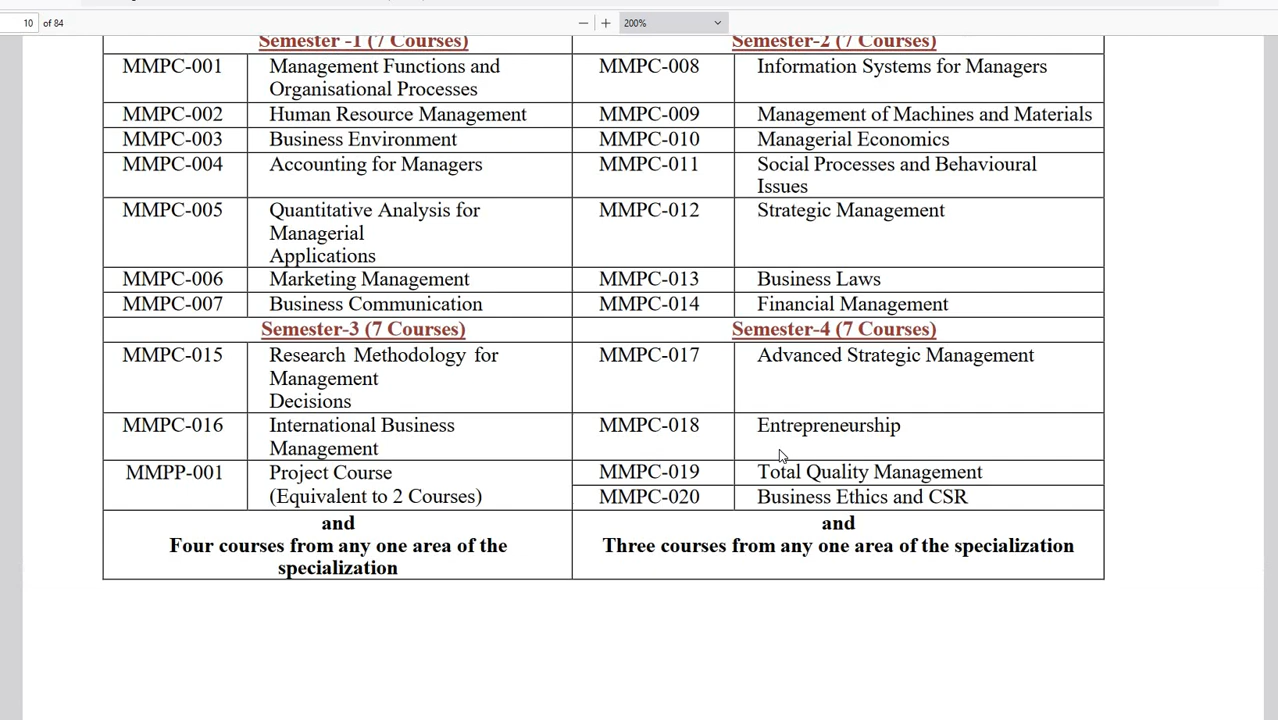 10 of 84
200%
Semester -1 (7 Courses)
Semester-2 (7 Courses)
MMPC-001
Management Functions and
Organisational Processes
MMPC-008
Information Systems for Managers
MMPC-002
Human Resource Management
MMPC-009
Management of Machines and Materials
MMPC-003
Business Environment
MMPC-010
Managerial Economics
MMPC-004
Accounting for Managers
MMPC-011
Social Processes and Behavioural
Issues
MMPC-005
Quantitative Analysis for
Managerial
Applications
MMPC-012
Strategic Management
MMPC-006
Marketing Management
MMPC-013
Business Laws
MMPC-007
Business Communication
MMPC-014
Financial Management
Semester-3 (7 Courses)
Semester-4 (7 Courses)
MMPC-015
Research Methodology for
Management
Decisions
MMPC-017
Advanced Strategic Management
MMPC-016
International Business
Management
MMPC-018
Entrepreneurship
MMPP-001
Project Course
(Equivalent to 2 Courses)
MMPC-019
Total Quality Management
MMPC-020
Business Ethics and CSR
and
Four courses from any one area of the
specialization
and
Three courses from any one area of the specialization